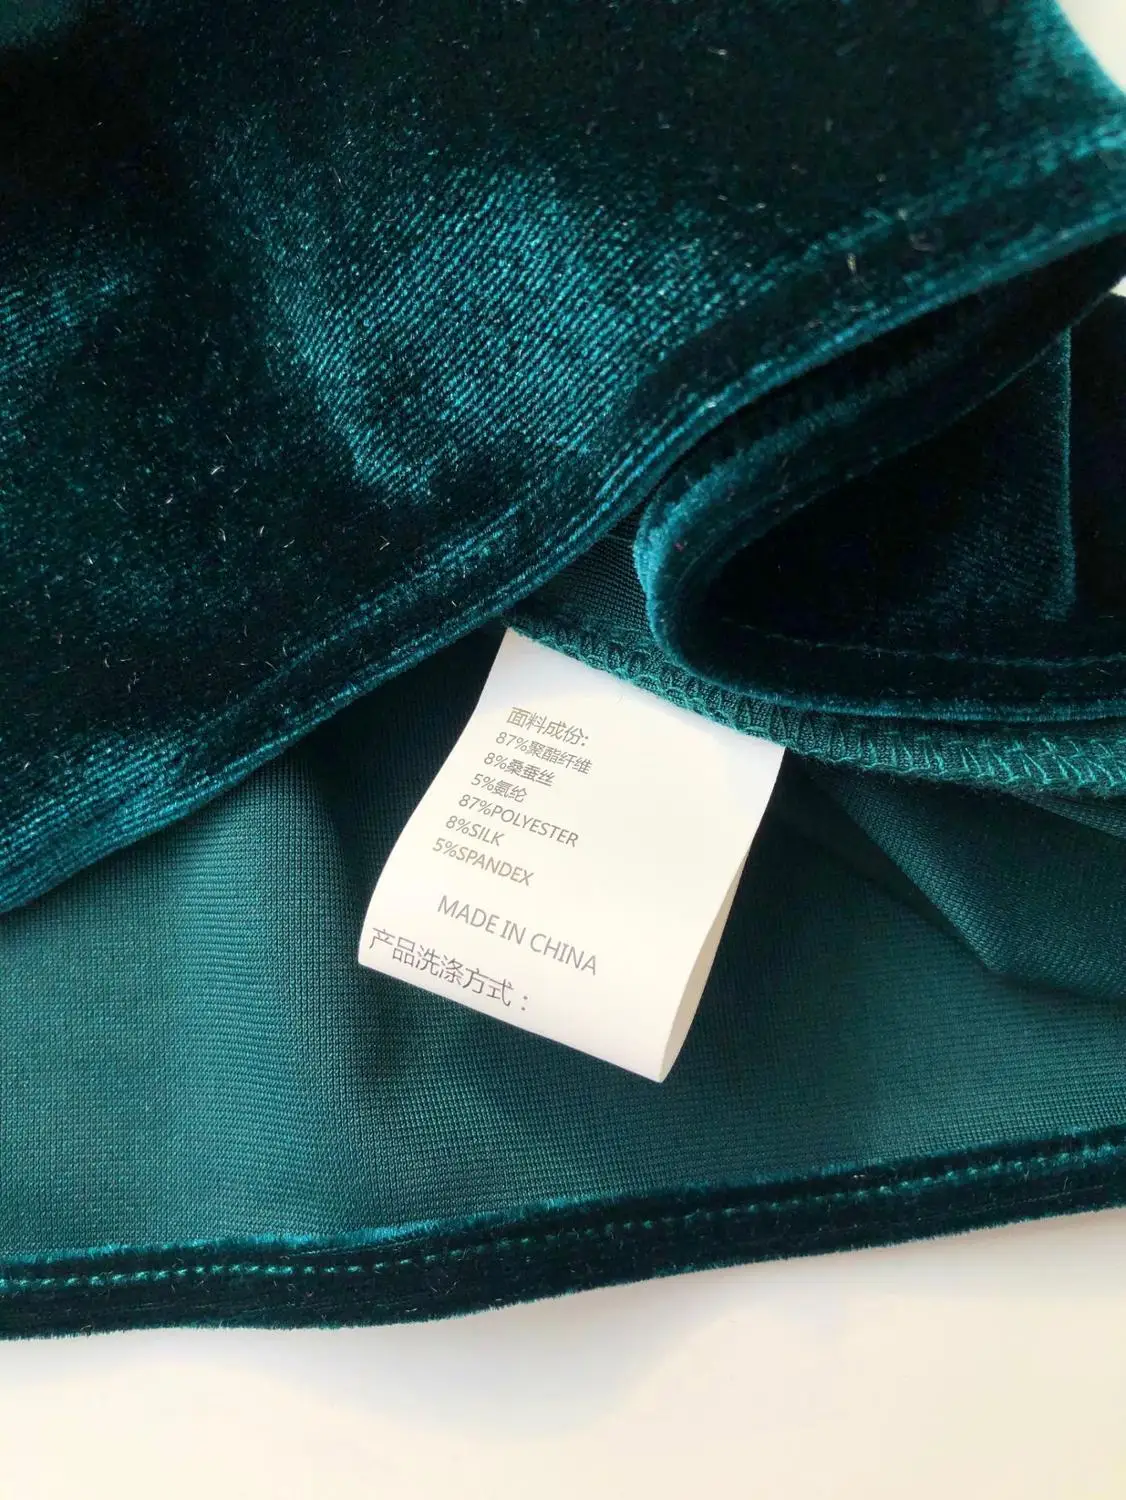 面料成份:
87%聚酯纤维
8%桑蚕丝
5%氨纶
87%POLYESTER
8%SILK
5%SPANDEX
MADE IN CHINA
产品洗涤方式：